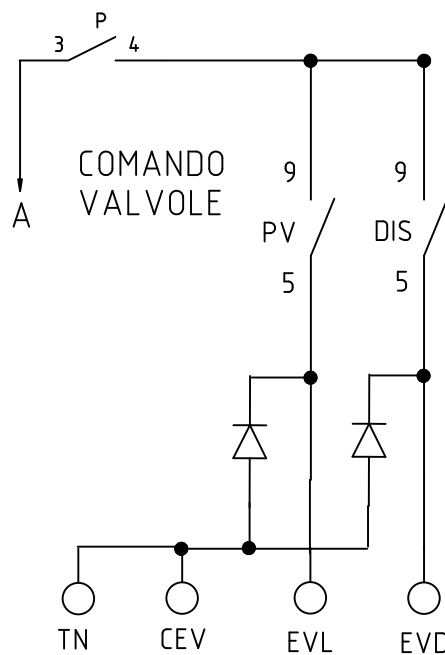 P
3 4
COMANDO
VALVOLE
A
9 9
PV DIS
5 5
TN CEV EVL EVD